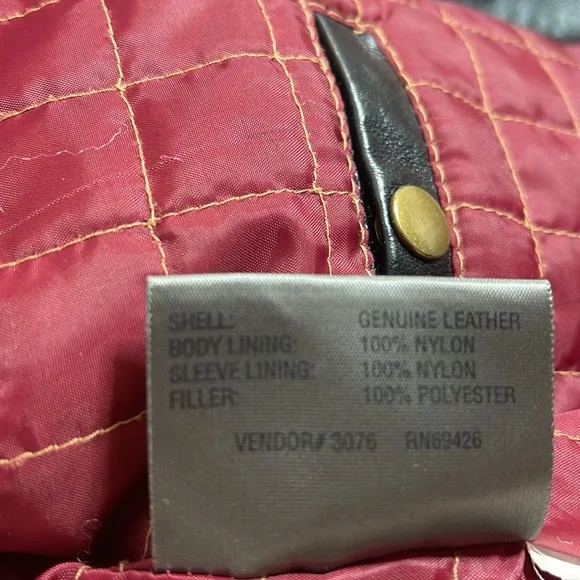 SHELL: GENUINE LEATHER
BODY LINING: 100% NYLON
SLEEVE LINING: 100% NYLON
FILLER: 100% POLYESTER
VENDOR# 3076 RN69426